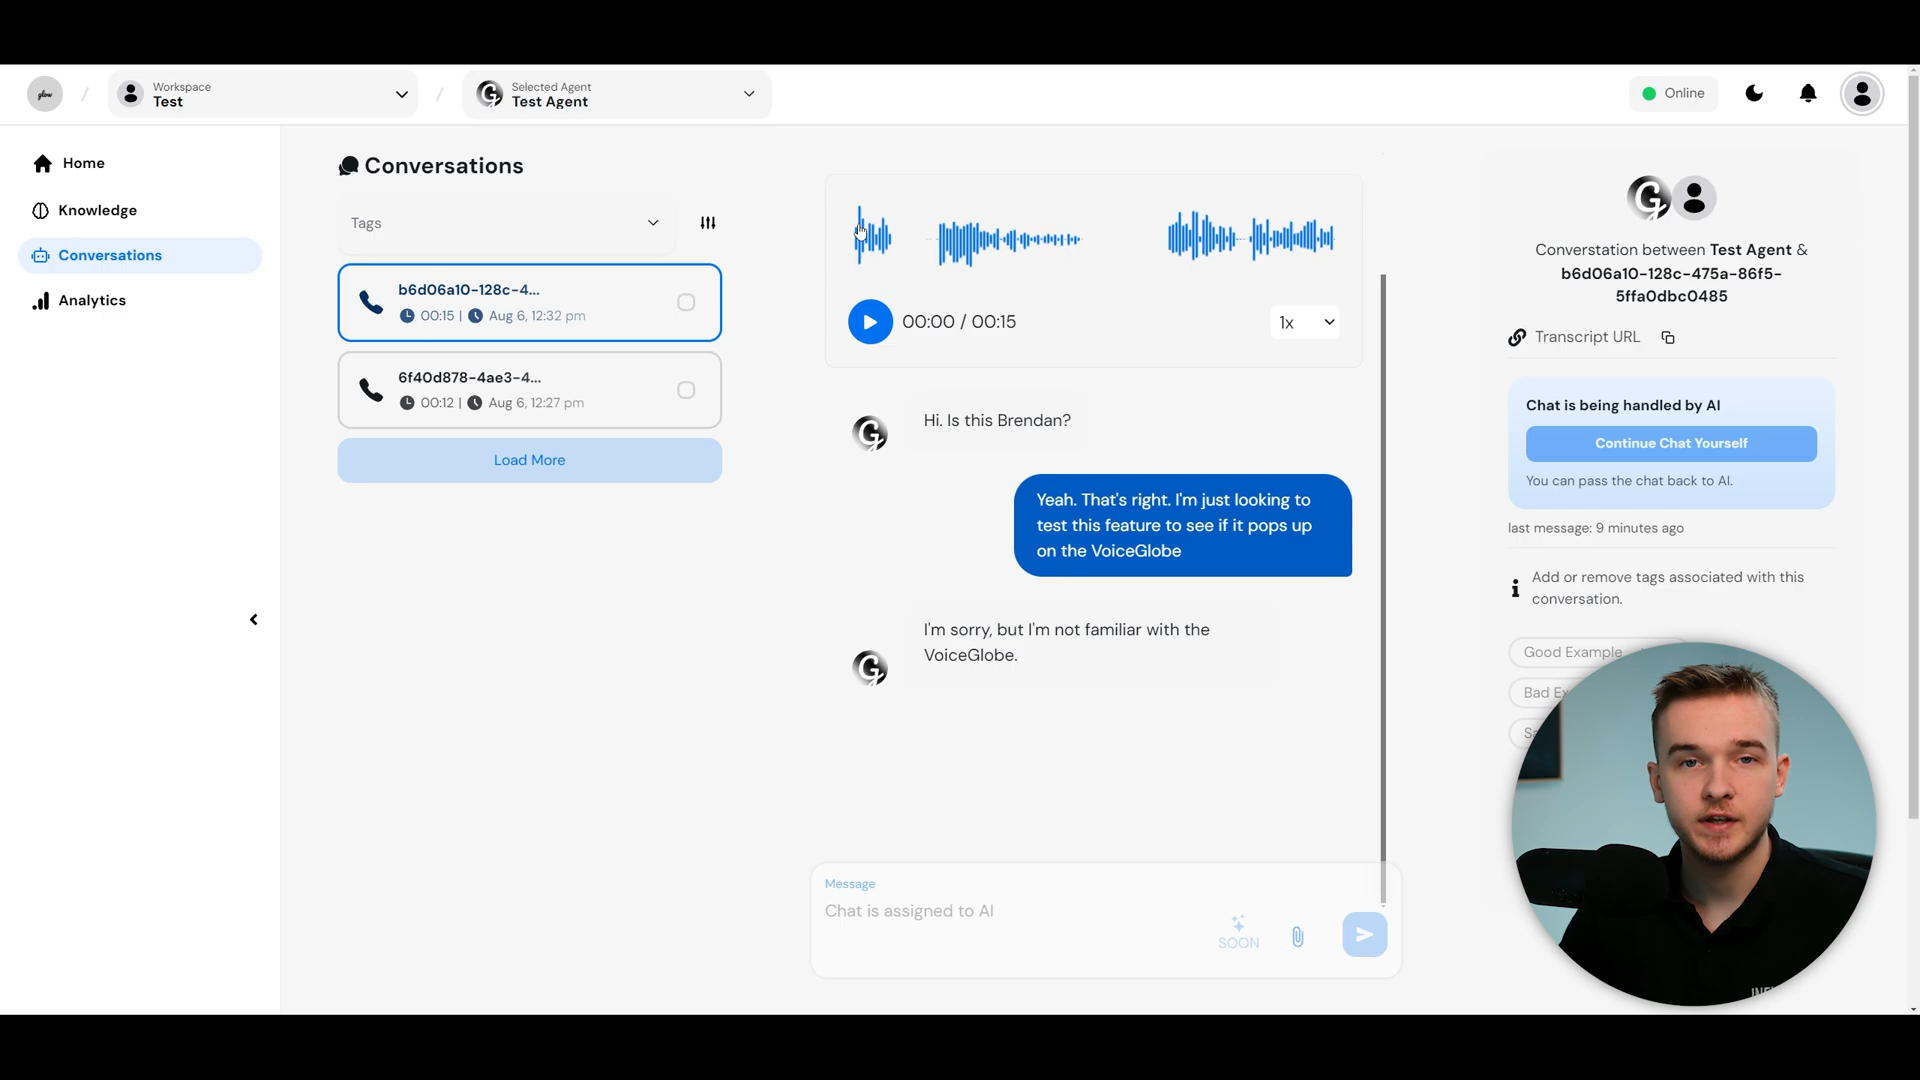 glow
/
Workspace
Test
/
Selected Agent
Test Agent
Online
Home
Knowledge
Conversations
Analytics
Conversations
Tags
b6d06a10-128c-4...
00:15 | Aug 6, 12:32 pm
6f40d878-4ae3-4...
00:12 | Aug 6, 12:27 pm
Load More
00:00 / 00:15
1x
Hi. Is this Brendan?
Yeah. That's right. I'm just looking to
test this feature to see if it pops up
on the VoiceGlobe
I'm sorry, but I'm not familiar with the
VoiceGlobe.
Message
Chat is assigned to AI
SOON
Converstation between Test Agent &
b6d06a10-128c-475a-86f5-
5ffa0dbc0485
Transcript URL
Chat is being handled by AI
Continue Chat Yourself
You can pass the chat back to AI.
last message: 9 minutes ago
Add or remove tags associated with this
conversation.
Good Example
Bad